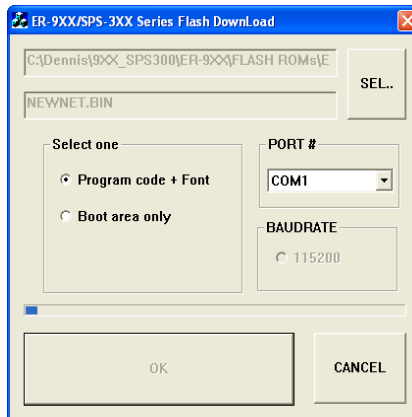 ER-9XX/SPS-3XX Series Flash DownLoad
C:\Dennis\9XX_SPS300\ER-9XX\FLASH ROMs\E
SEL..
NEWNET.BIN
Select one
PORT #
Program code + Font
COM1
Boot area only
BAUDRATE
115200
OK
CANCEL